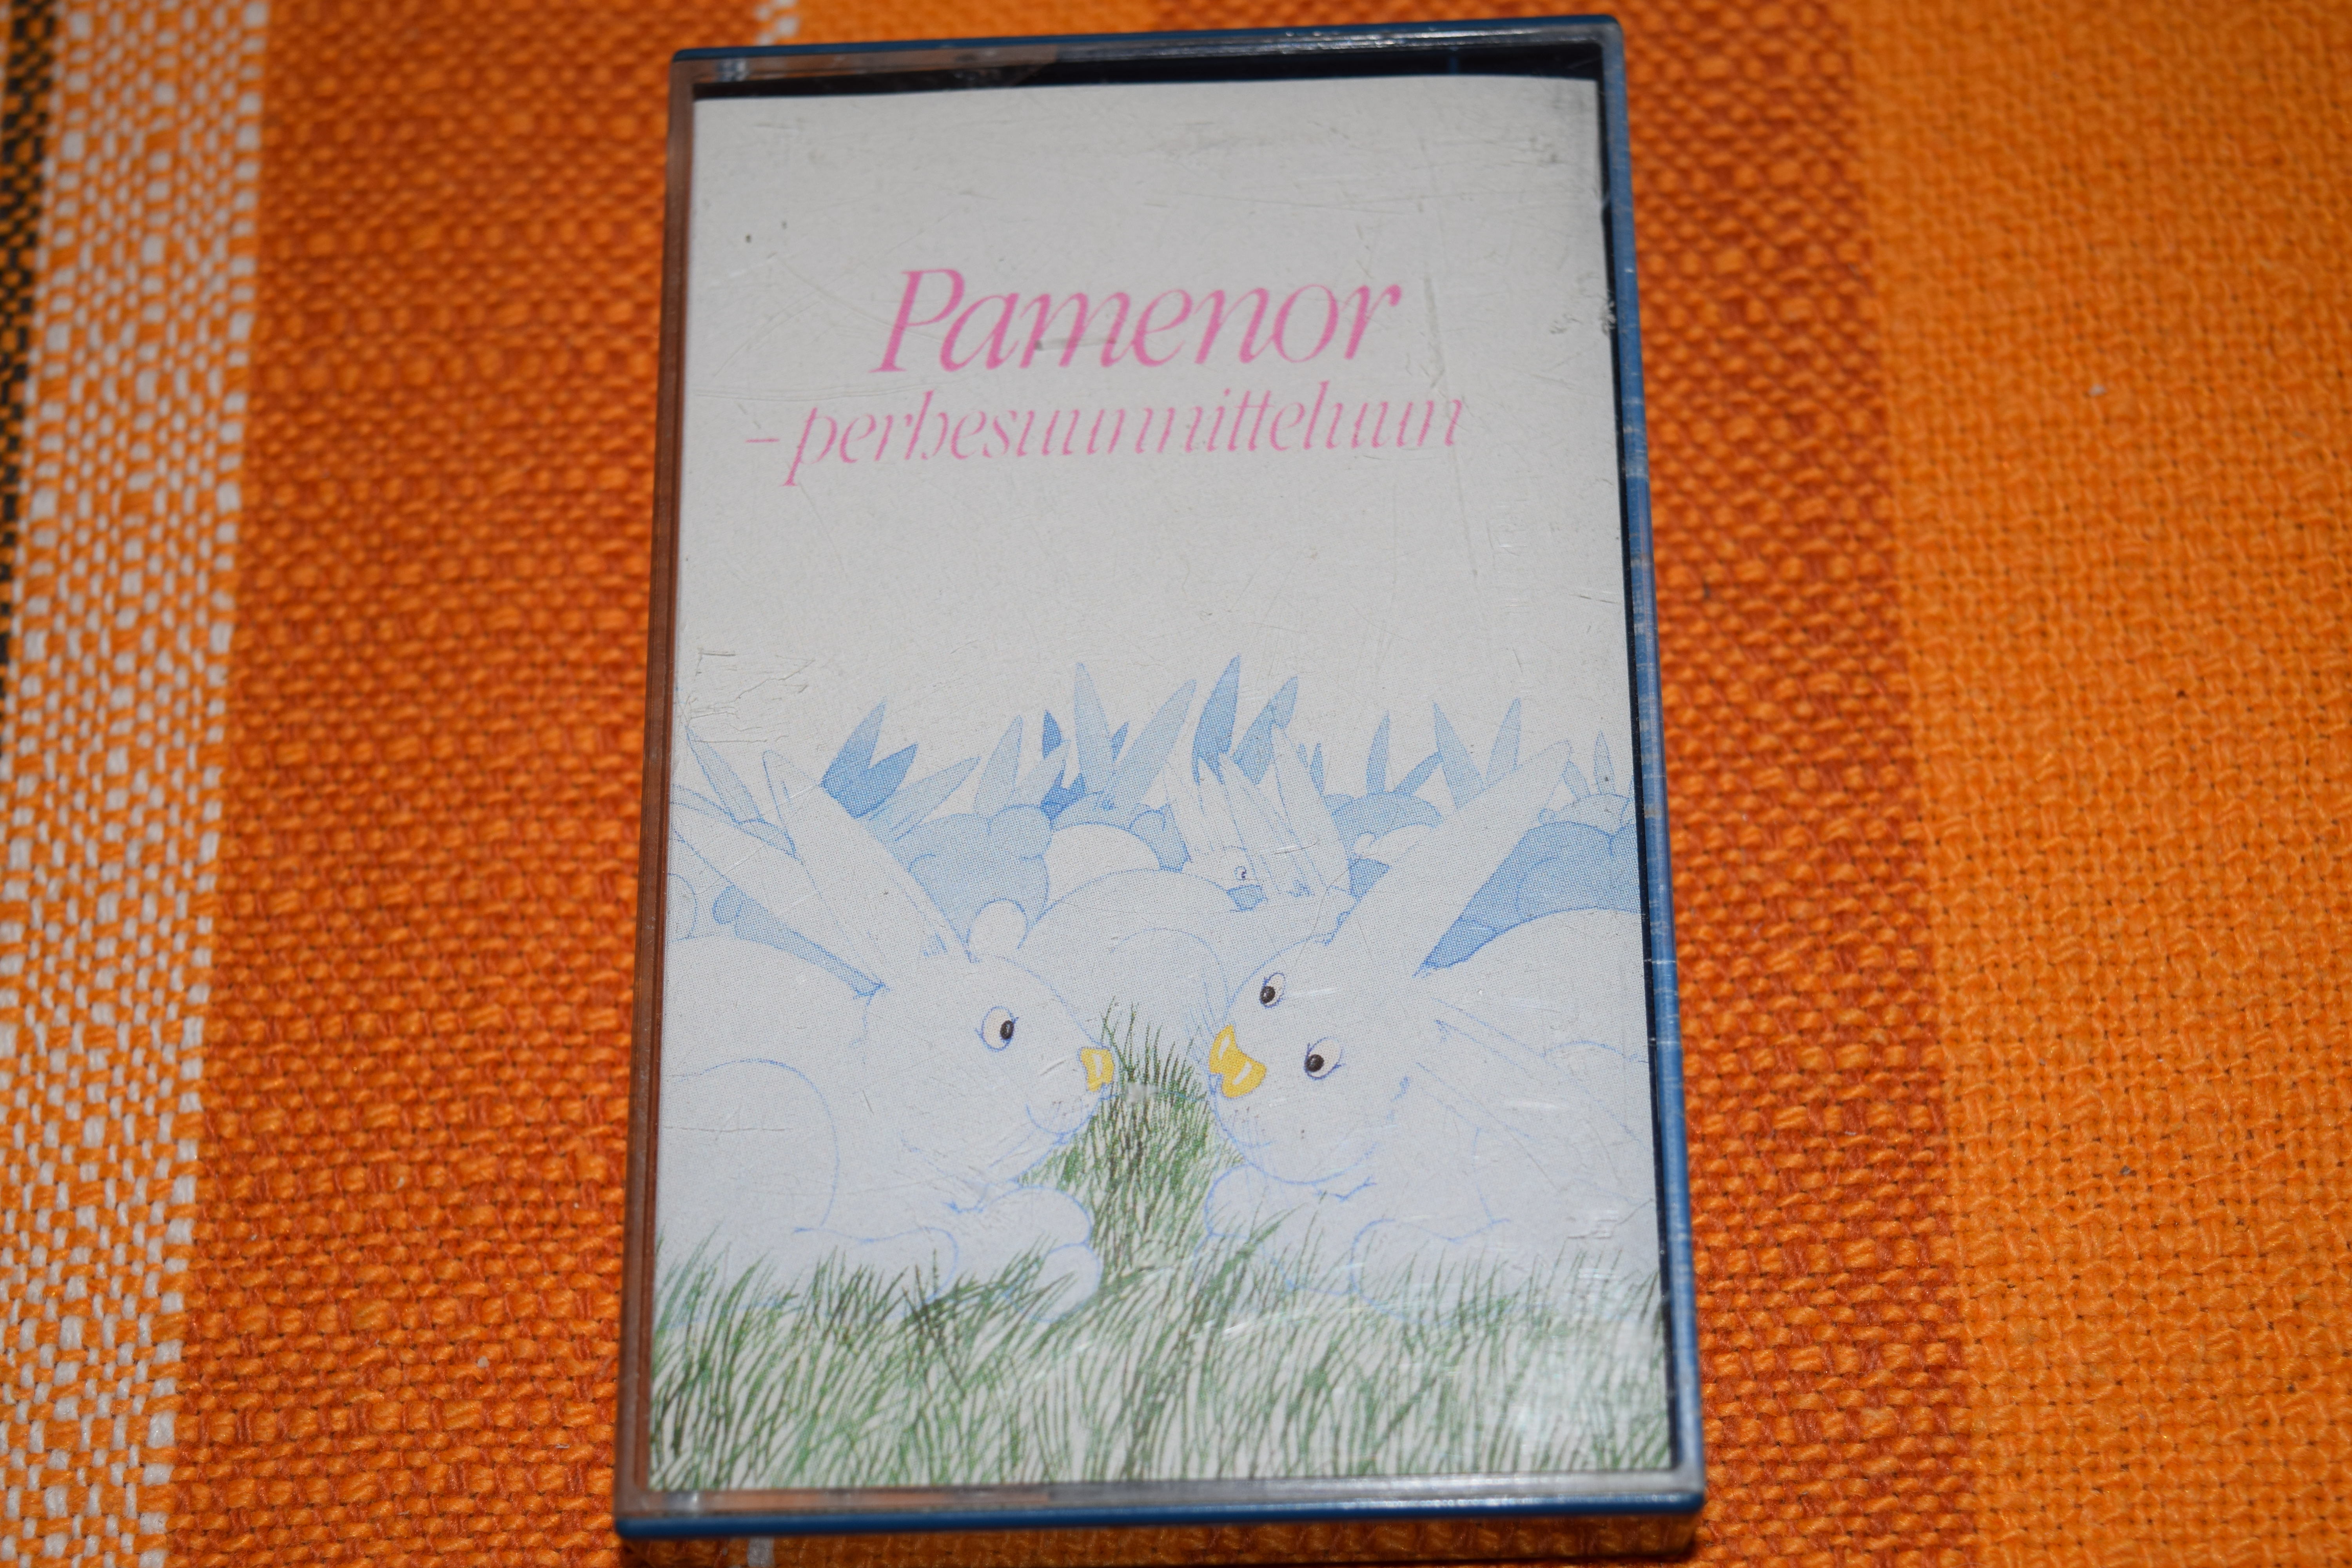 Pamenor
– perhesuunnitteluun